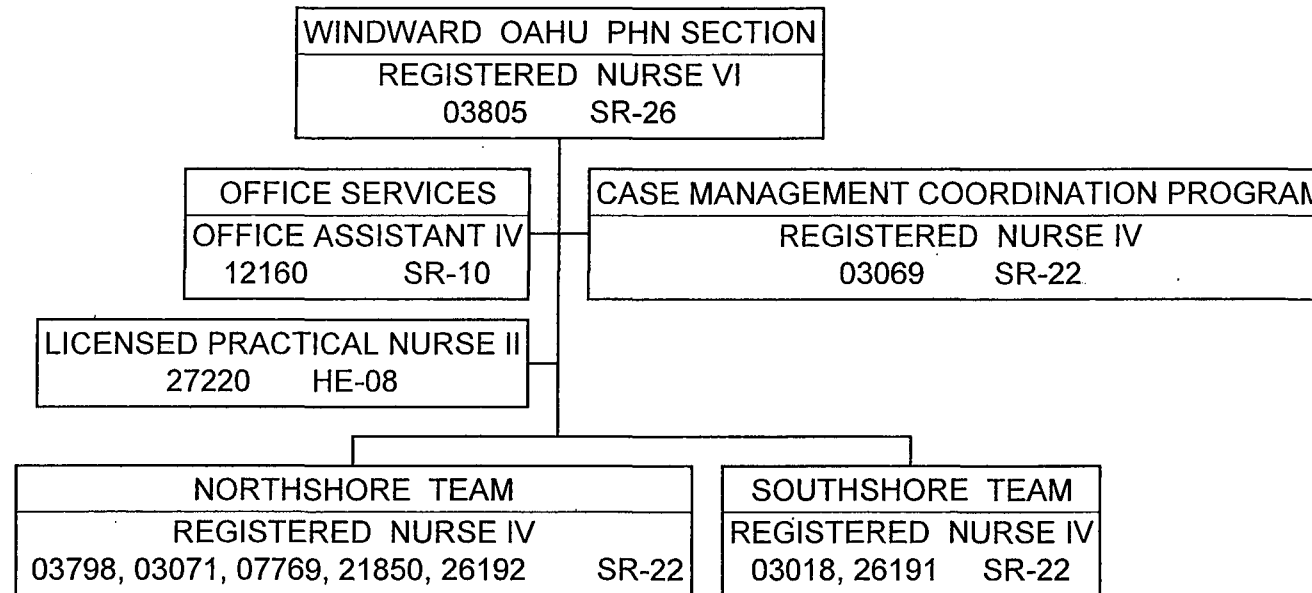 WINDWARD OAHU PHN SECTION
REGISTERED NURSE VI
03805 SR-26
OFFICE SERVICES
OFFICE ASSISTANT IV
12160 SR-10
CASE MANAGEMENT COORDINATION PROGRAM
REGISTERED NURSE IV
03069 SR-22
LICENSED PRACTICAL NURSE II
27220 HE-08
NORTHSHORE TEAM
REGISTERED NURSE IV
03798, 03071, 07769, 21850, 26192 SR-22
SOUTHSHORE TEAM
REGISTERED NURSE IV
03018, 26191 SR-22